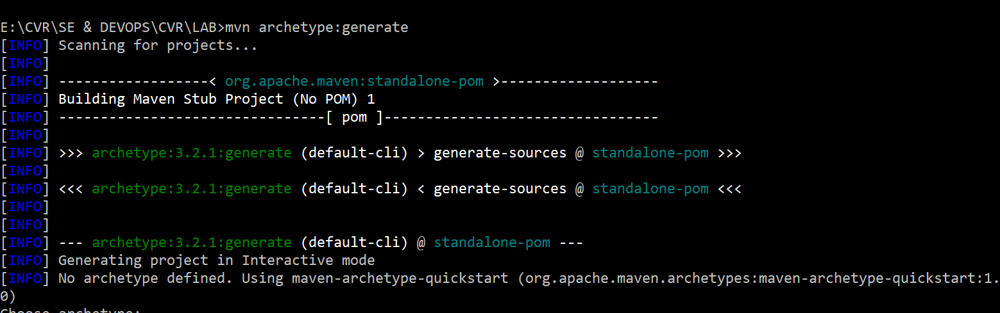 E:\CVR\SE & DEVOPS\CVR\LAB>mvn archetype:generate
[INFO] Scanning for projects...
[INFO]
[INFO] ------------------< org.apache.maven:standalone-pom >-------------------
[INFO] Building Maven Stub Project (No POM) 1
[INFO] --------------------------------[ pom ]---------------------------------
[INFO]
[INFO] >>> archetype:3.2.1:generate (default-cli) > generate-sources @ standalone-pom >>>
[INFO]
[INFO] <<< archetype:3.2.1:generate (default-cli) < generate-sources @ standalone-pom <<<
[INFO]
[INFO]
[INFO] --- archetype:3.2.1:generate (default-cli) @ standalone-pom ---
[INFO] Generating project in Interactive mode
[INFO] No archetype defined. Using maven-archetype-quickstart (org.apache.maven.archetypes:maven-archetype-quickstart:1.
0)
Choose archetype: